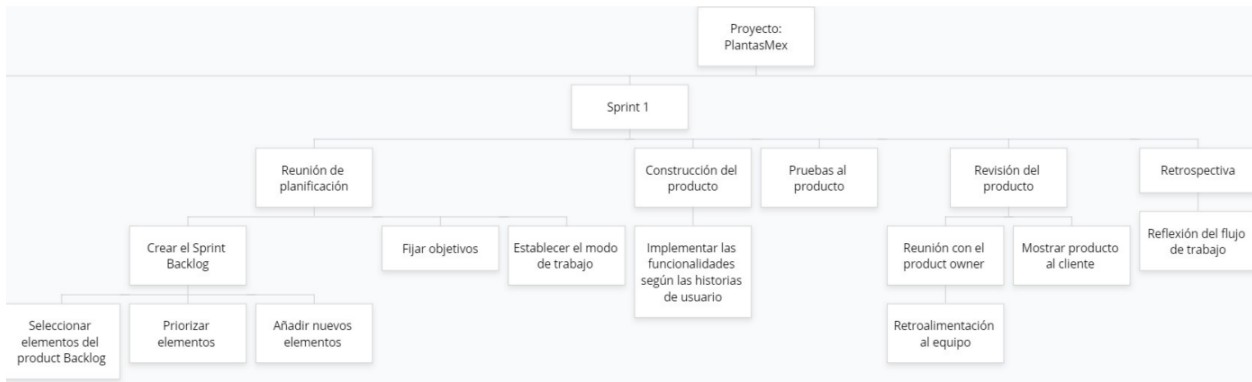 Proyecto:
PlantasMex
Sprint 1
Reunión de
planificación
Construcción del
producto
Pruebas al
producto
Revisión del
producto
Retrospectiva
Crear el Sprint
Backlog
Fijar objetivos
Establecer el modo
de trabajo
Implementar las
funcionalidades
según las historias
de usuario
Reunión con el
product owner
Mostrar producto
al cliente
Reflexión del flujo
de trabajo
Seleccionar
elementos del
product Backlog
Priorizar
elementos
Añadir nuevos
elementos
Retroalimentación
al equipo